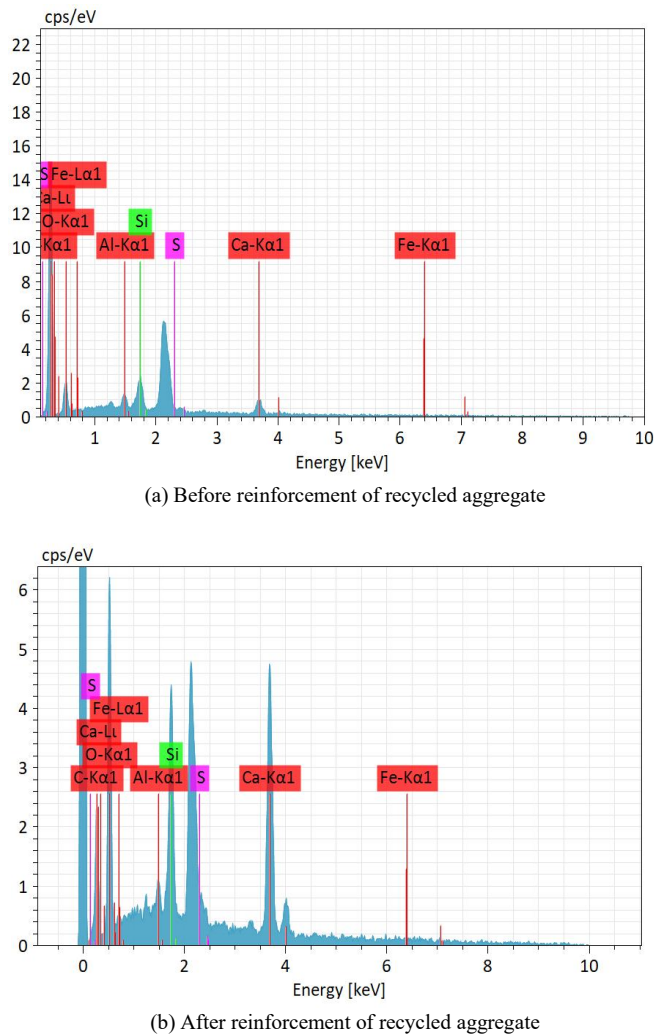 cps/eV
22
20
18
16
14
12
10
8
6
4
2
0
S Fe-Lα1
Ca-Lι
O-Kα1
Kα1 Al-Kα1 Si S Ca-Kα1 Fe-Kα1
1 2 3 4 5 6 7 8 9 10
Energy [keV]
(a) Before reinforcement of recycled aggregate
cps/eV
6
5
4
3
2
1
0
S
Fe-Lα1
Ca-Lι
O-Kα1 Si
C-Kα1 Al-Kα1 S Ca-Kα1 Fe-Kα1
0 2 4 6 8 10
Energy [keV]
(b) After reinforcement of recycled aggregate